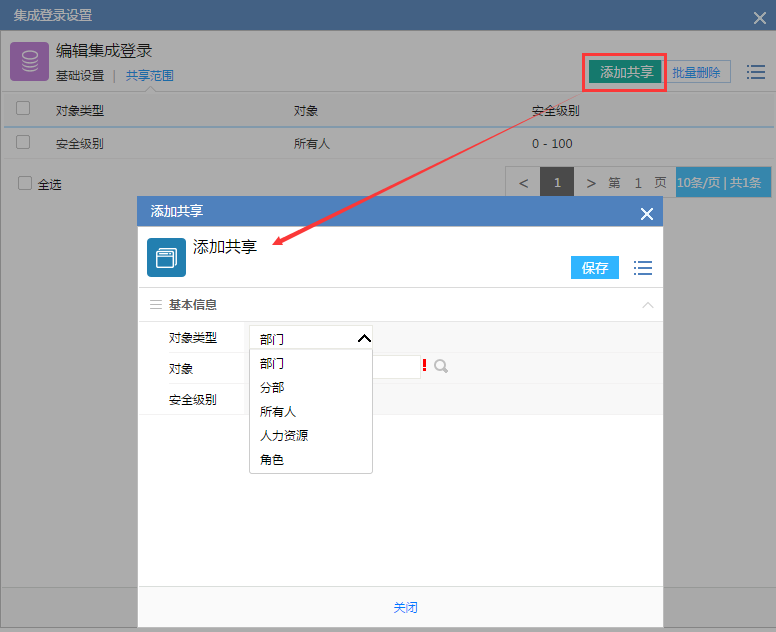 集成登录设置
编辑集成登录
基础设置 | 共享范围
添加共享 批量删除
对象类型 对象 安全级别
安全级别 所有人 0 - 100
全选
< 1 > 第 1 页 10条/页 | 共1条
添加共享
添加共享
保存
基本信息
对象类型 部门
对象 !
安全级别
部门
分部
所有人
人力资源
角色
关闭